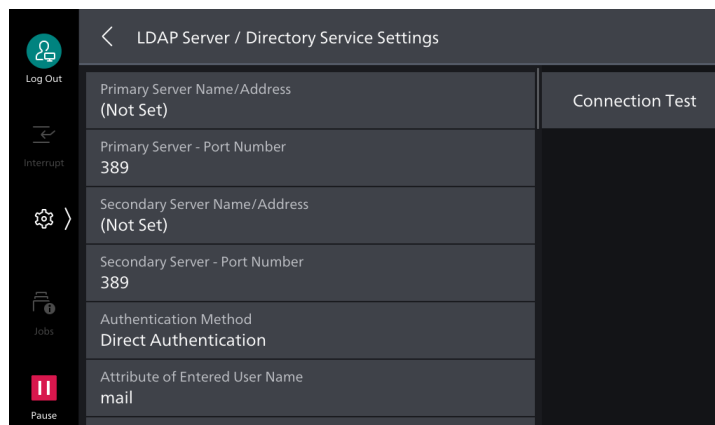 LDAP Server / Directory Service Settings
Log Out
Interrupt
Jobs
Pause
Primary Server Name/Address
(Not Set)
Primary Server - Port Number
389
Secondary Server Name/Address
(Not Set)
Secondary Server - Port Number
389
Authentication Method
Direct Authentication
Attribute of Entered User Name
mail
Connection Test